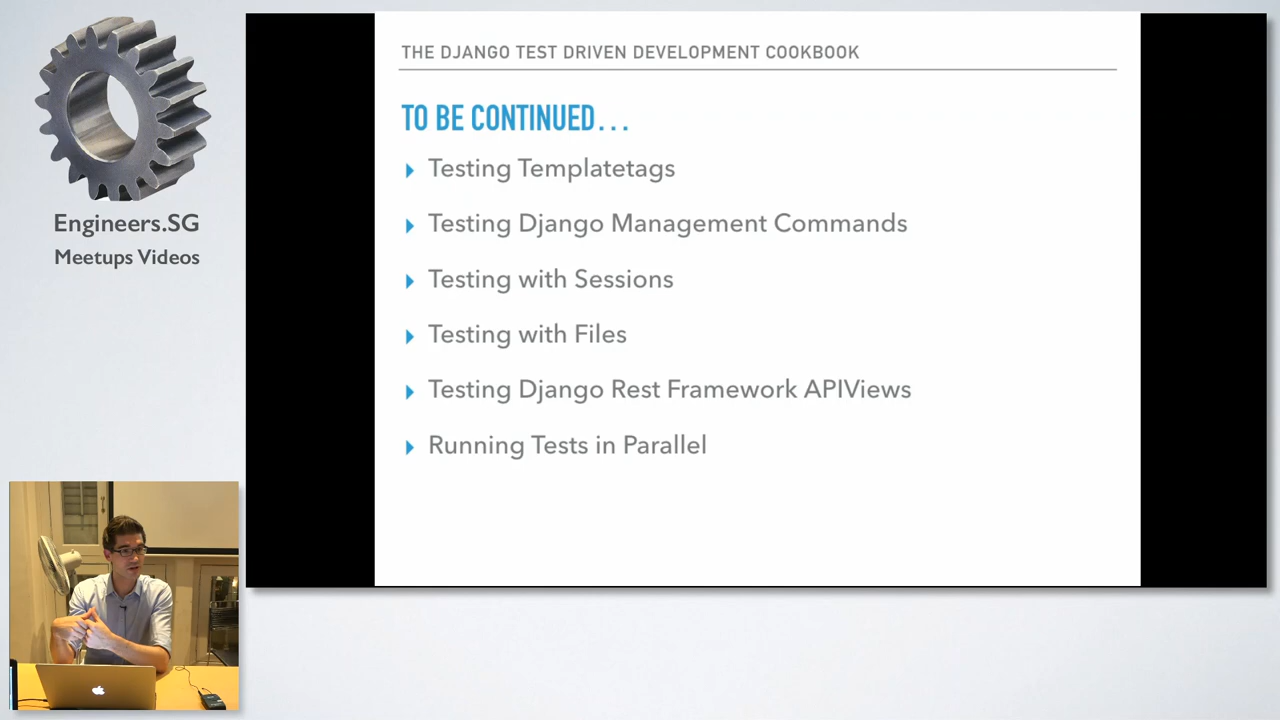 Engineers.SG
Meetups Videos
THE DJANGO TEST DRIVEN DEVELOPMENT COOKBOOK
TO BE CONTINUED...
Testing Templatetags
Testing Django Management Commands
Testing with Sessions
Testing with Files
Testing Django Rest Framework APIViews
Running Tests in Parallel